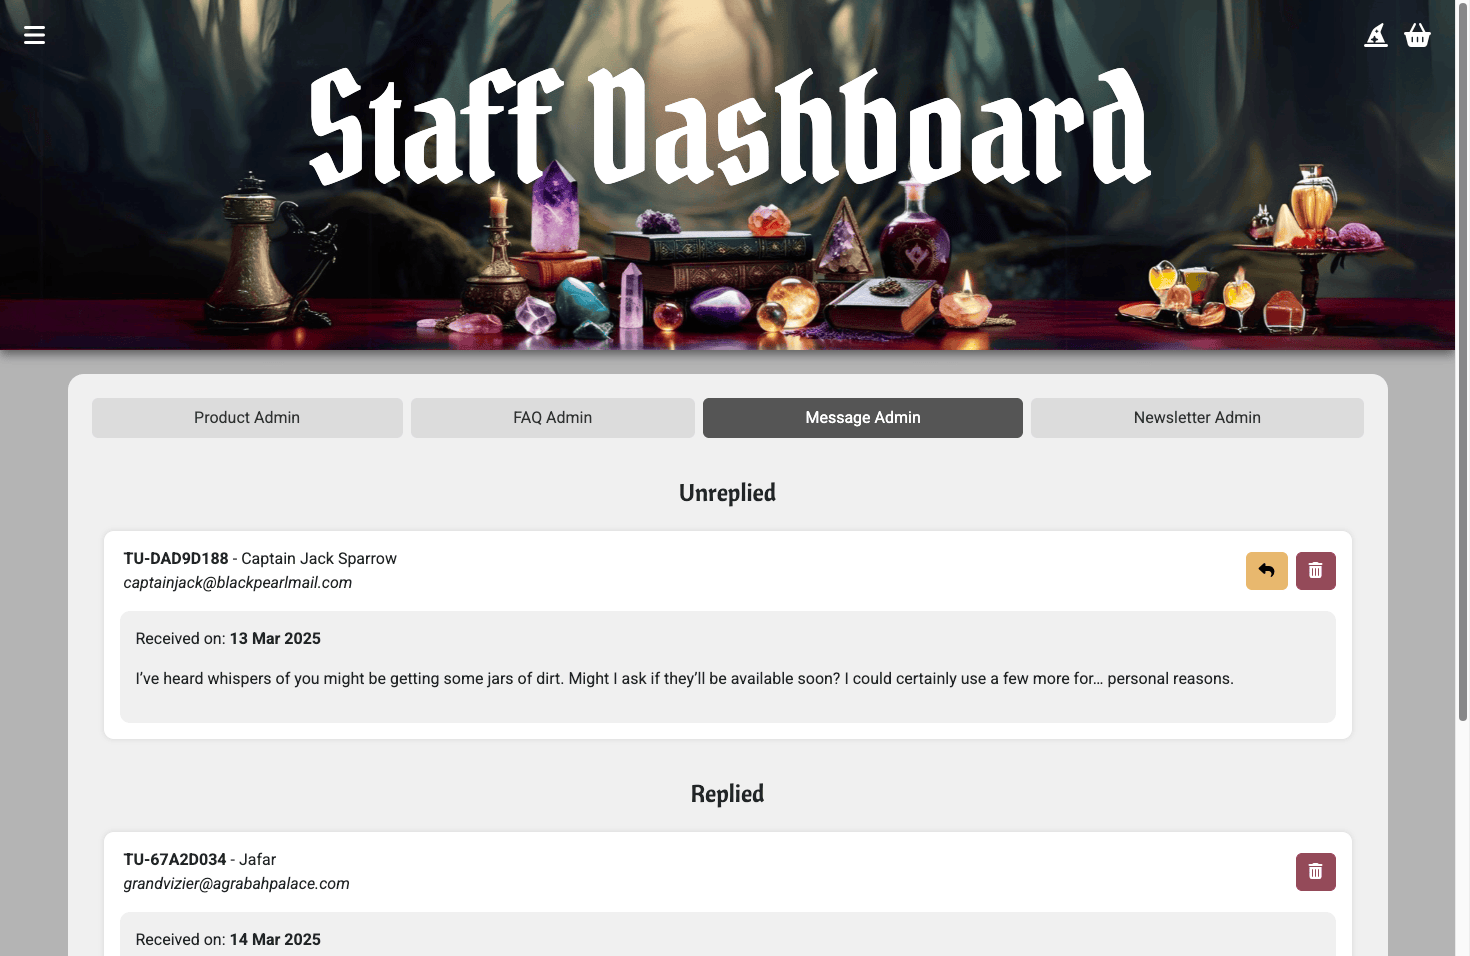 Staff Dashboard
Product Admin
FAQ Admin
Message Admin
Newsletter Admin
Unreplied
TU-DAD9D188 - Captain Jack Sparrow
captainjack@blackpearlmail.com
Received on: 13 Mar 2025
I’ve heard whispers of you might be getting some jars of dirt. Might I ask if they’ll be available soon? I could certainly use a few more for... personal reasons.
Replied
TU-67A2D034 - Jafar
grandvizier@agrabahpalace.com
Received on: 14 Mar 2025